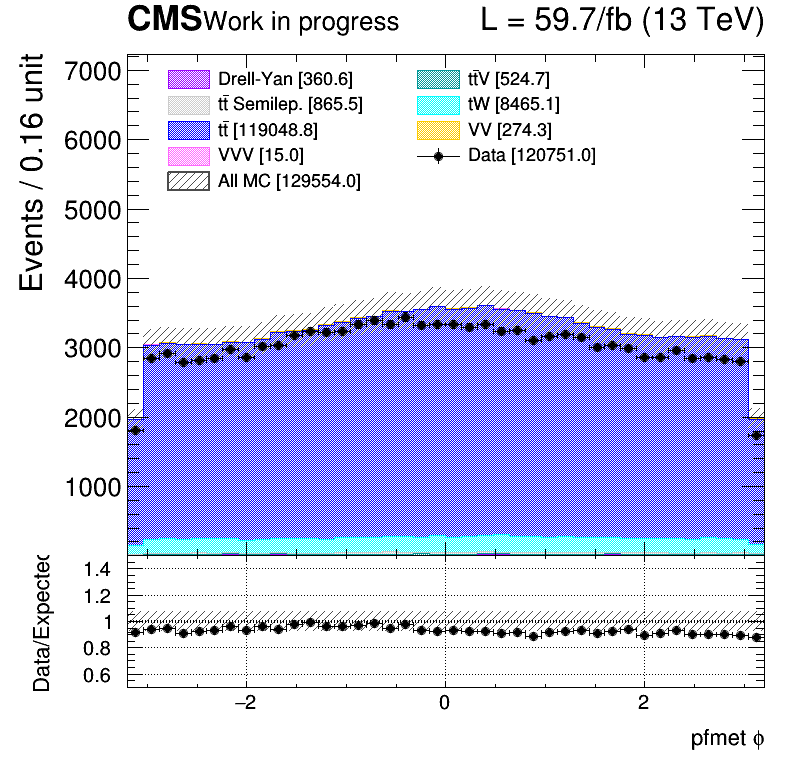 CMS Work in progress L = 59.7/fb (13 TeV)
Events / 0.16 unit
7000
6000
5000
4000
3000
2000
1000
Drell-Yan [360.6]
tt̄ Semilep. [865.5]
tt̄ [119048.8]
VVV [15.0]
All MC [129554.0]
tt̄V [524.7]
tW [8465.1]
VV [274.3]
Data [120751.0]
Data/Expected
1.4
1.2
1
0.8
0.6
−2 0 2
pfmet ϕ